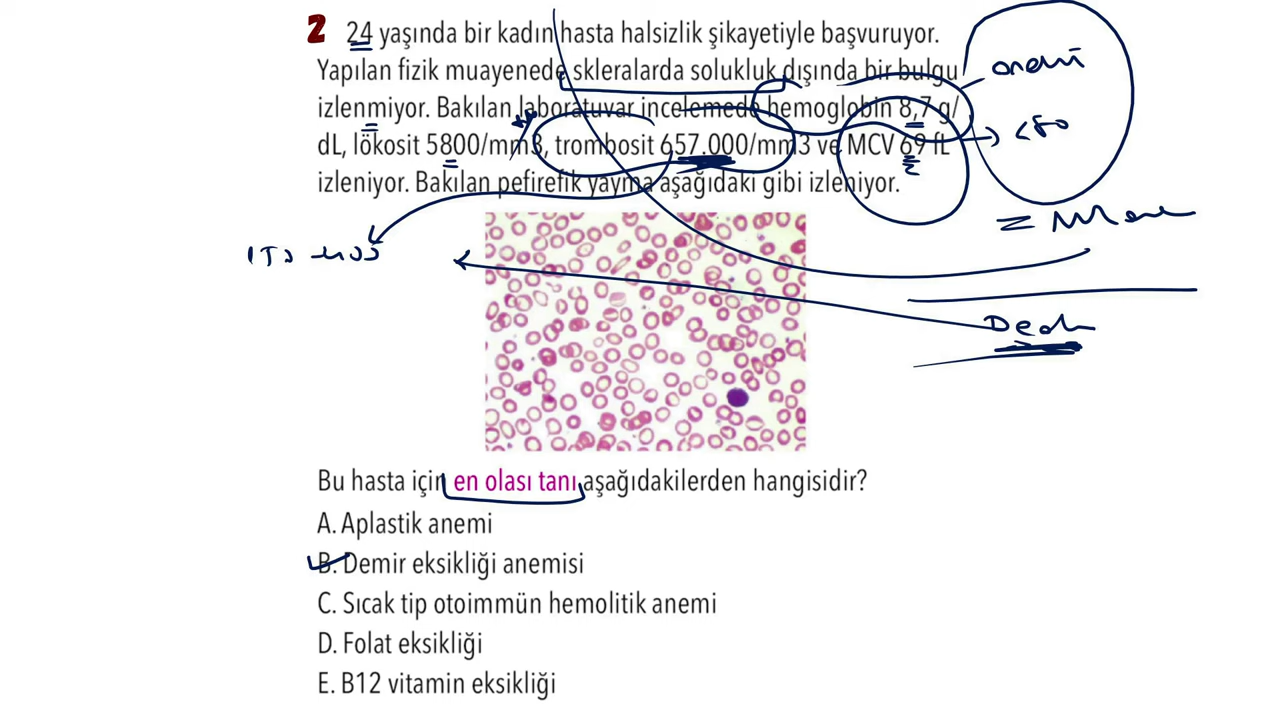 2 24 yaşında bir kadın hasta halsizlik şikayetiyle başvuruyor.
Yapılan fizik muayenede skleralarda solukluk dışında bir bulgu
izlenmiyor. Bakılan laboratuvar incelemede hemoglobin 8,7 g/
dL, lökosit 5800/mm3, trombosit 657.000/mm3 ve MCV 69 fL
izleniyor. Bakılan pefirefik yayma aşağıdaki gibi izleniyor.
<80
Bu hasta için en olası tanı aşağıdakilerden hangisidir?
A. Aplastik anemi
B. Demir eksikliği anemisi
C. Sıcak tip otoimmün hemolitik anemi
D. Folat eksikliği
E. B12 vitamin eksikliği